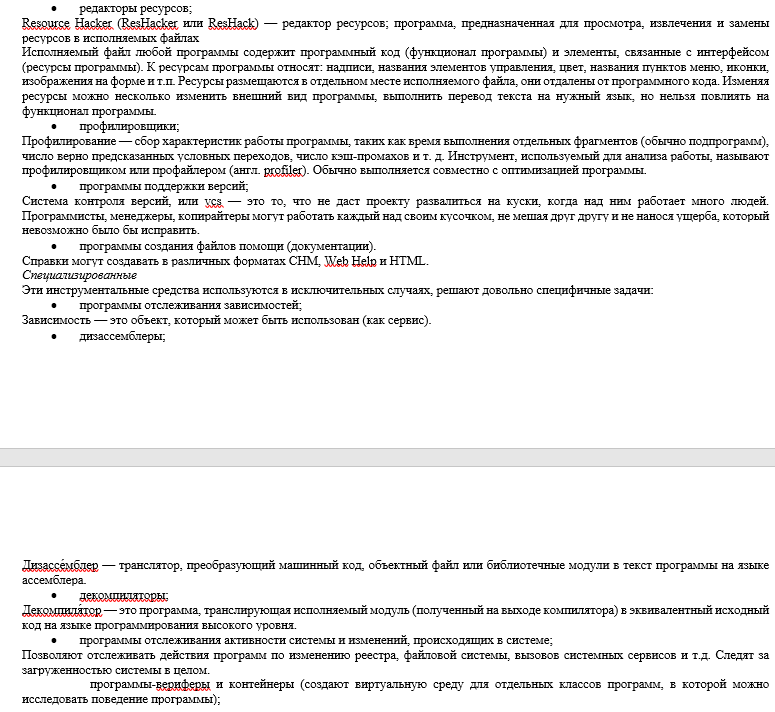 • редакторы ресурсов;
Resource Hacker (ResHacker или ResHack) — редактор ресурсов; программа, предназначенная для просмотра, извлечения и замены
ресурсов в исполняемых файлах
Исполняемый файл любой программы содержит программный код (функционал программы) и элементы, связанные с интерфейсом
(ресурсы программы). К ресурсам программы относят: надписи, названия элементов управления, цвет, названия пунктов меню, иконки,
изображения на форме и т.п. Ресурсы размещаются в отдельном месте исполняемого файла, они отдалены от программного кода. Изменяя
ресурсы можно несколько изменить внешний вид программы, выполнить перевод текста на нужный язык, но нельзя повлиять на
функционал программы.
• профилировщики;
Профилирование — сбор характеристик работы программы, таких как время выполнения отдельных фрагментов (обычно подпрограмм),
число верно предсказанных условных переходов, число кэш-промахов и т. д. Инструмент, используемый для анализа работы, называют
профилировщиком или профайлером (англ. profiler). Обычно выполняется совместно с оптимизацией программы.
• программы поддержки версий;
Система контроля версий, или vcs — это то, что не даст проекту развалиться на куски, когда над ним работает много людей.
Программисты, менеджеры, копирайтеры могут работать каждый над своим кусочком, не мешая друг другу и не нанося ущерба, который
невозможно было бы исправить.
• программы создания файлов помощи (документации).
Справки могут создавать в различных форматах CHM, Web Help и HTML.
Специализированные
Эти инструментальные средства используются в исключительных случаях, решают довольно специфичные задачи:
• программы отслеживания зависимостей;
Зависимость — это объект, который может быть использован (как сервис).
• дизассемблеры;
Дизассе́мблер — транслятор, преобразующий машинный код, объектный файл или библиотечные модули в текст программы на языке
ассемблера.
• декомпиляторы;
Декомпиля́тор — это программа, транслирующая исполняемый модуль (полученный на выходе компилятора) в эквивалентный исходный
код на языке программирования высокого уровня.
• программы отслеживания активности системы и изменений, происходящих в системе;
Позволяют отслеживать действия программ по изменению реестра, файловой системы, вызовов системных сервисов и т.д. Следят за
загруженностью системы в целом.
программы-вериферы и контейнеры (создают виртуальную среду для отдельных классов программ, в которой можно
исследовать поведение программы);